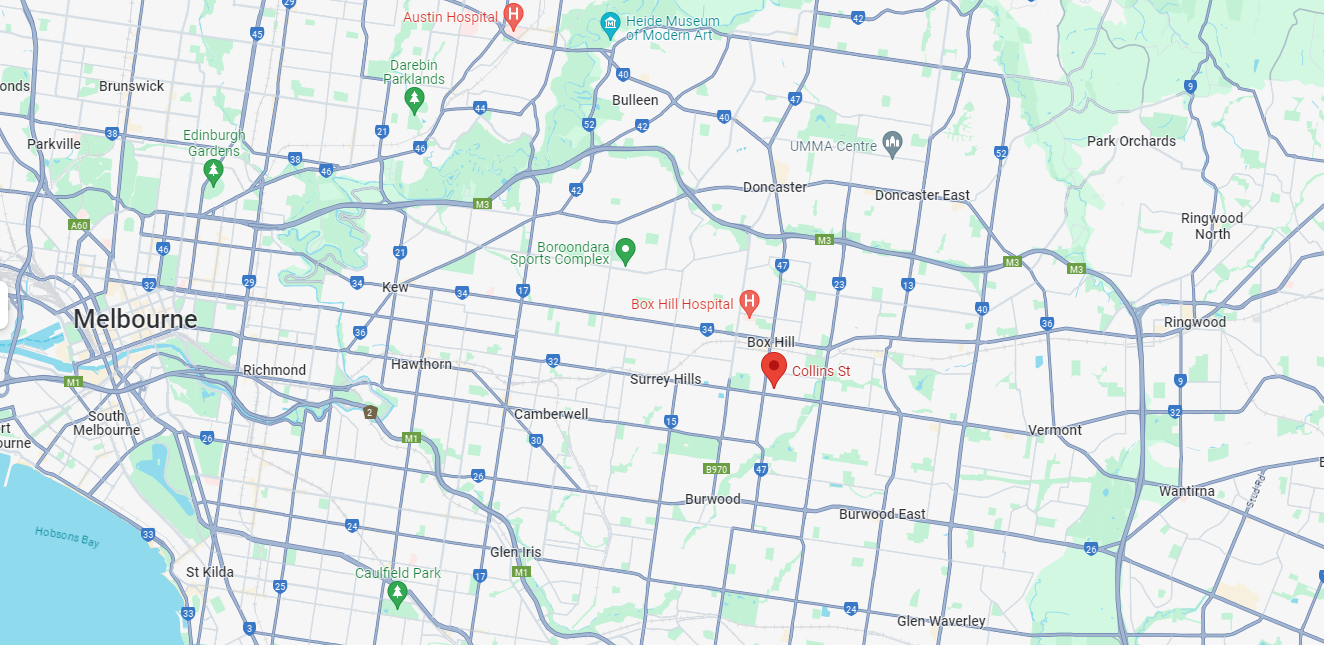 29
Austin Hospital
H
Heide Museum
of Modern Art
42
45
Darebin
Parklands
40
onds
Brunswick
Bulleen
47
9
44
40
52
42
38
21
Edinburgh
Gardens
Parkville
46
UMMA Centre
52
Park Orchards
38
46
42
Doncaster
Doncaster East
M3
A60
Ringwood
North
46
21
Boroondara
Sports Complex
M3
M3
M3
47
32
29
34
Kew
34
17
23
13
Box Hill Hospital
H
40
Melbourne
36
34
36
Ringwood
Box Hill
32
Hawthorn
Richmond
Surrey Hills
Collins St
M1
9
2
South
Melbourne
Camberwell
15
32
rt
ourne
26
M1
30
Vermont
B970
47
26
Burwood
Wantirna
Stud Rd
Burwood East
Hobsons Bay
33
24
26
Glen Iris
St Kilda
Caulfield Park
M1
17
25
33
24
3
Glen Waverley